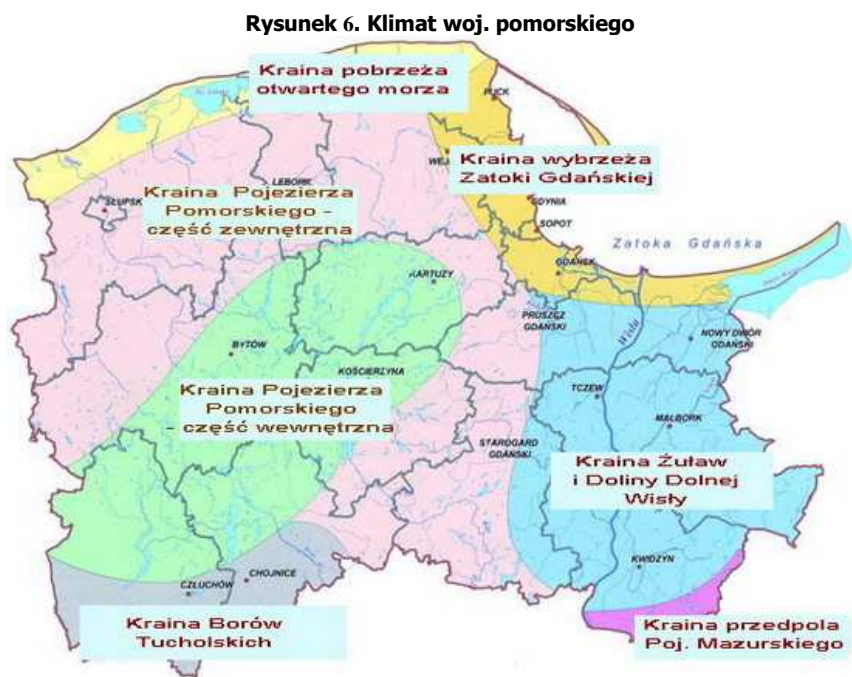 Rysunek 6. Klimat woj. pomorskiego
Kraina pobrzeża
otwartego morza
PUCK
Kraina wybrzeża
Zatoki Gdańskiej
GDYNIA
SOPOT
Zatoka Gdańska
GDAŃSK
LĘBORK
SŁUPSK
Kraina Pojezierza
Pomorskiego -
część zewnętrzna
KARTUZY
PRUSZCZ
GDAŃSKI
Wisła
NOWY DWÓR
GDAŃSKI
BYTÓW
KOŚCIERZYNA
Kraina Pojezierza
Pomorskiego
- część wewnętrzna
TCZEW
MALBORK
STAROGARD
GDAŃSKI
Kraina Żuław
i Doliny Dolnej
Wisły
KWIDZYN
CHOJNICE
CZŁUCHÓW
Kraina Borów
Tucholskich
Kraina przedpola
Poj. Mazurskiego